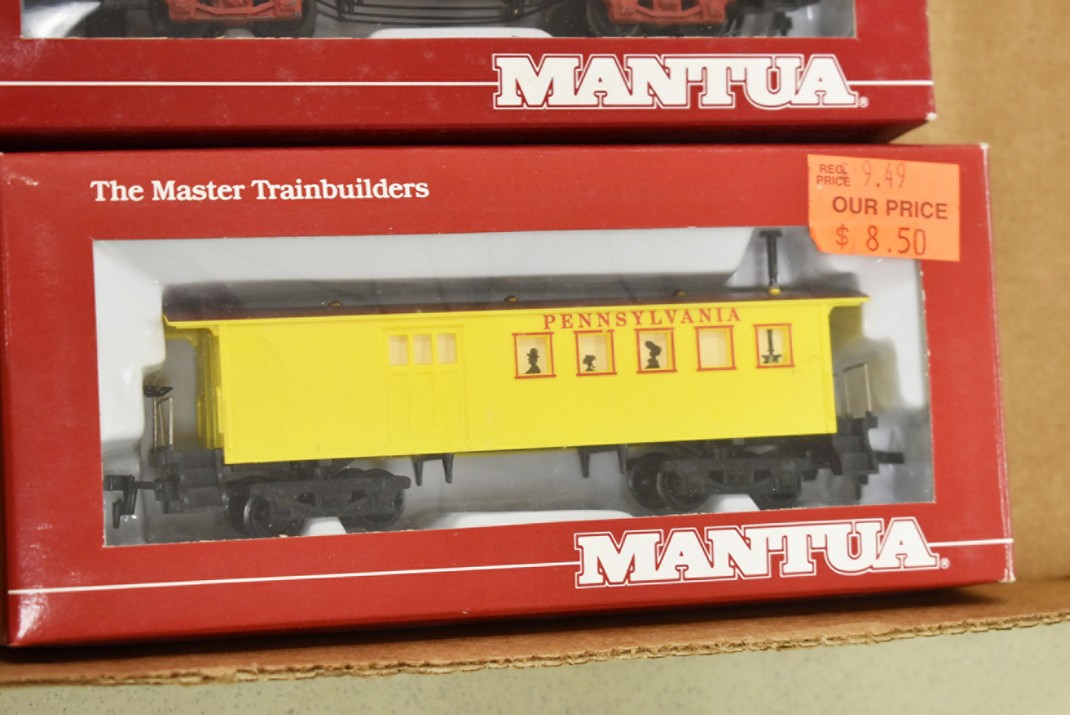 MANTUA®
The Master Trainbuilders
REG. $ 9.49
PRICE
OUR PRICE
$ 8.50
PENNSYLVANIA
MANTUA®